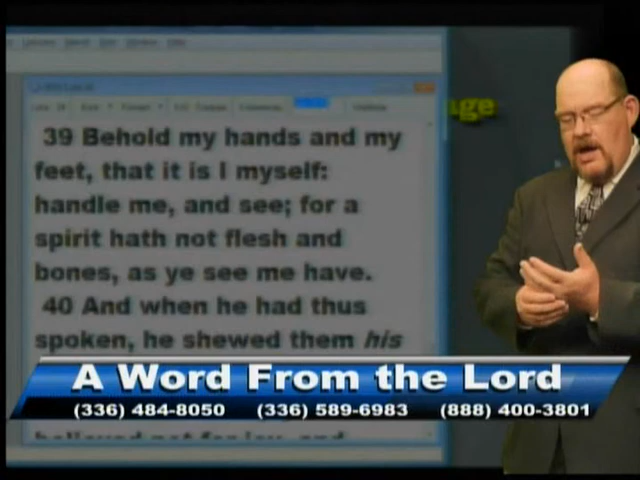 39 Behold my hands and my
feet, that it is I myself:
handle me, and see; for a
spirit hath not flesh and
bones, as ye see me have.
40 And when he had thus
spoken, he shewed them his
A Word From the Lord
(336) 484-8050 (336) 589-6983 (888) 400-3801